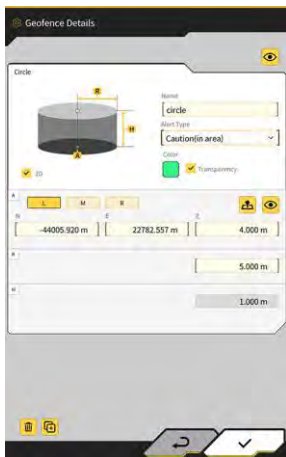 Geofence Details
Circle
R
H
A
Name
circle
Alert Type
Caution(in area)
Color
Transparency
A
L M R
N E Z
-44005.920 m 22782.557 m 4.000 m
R
5.000 m
H
1.000 m